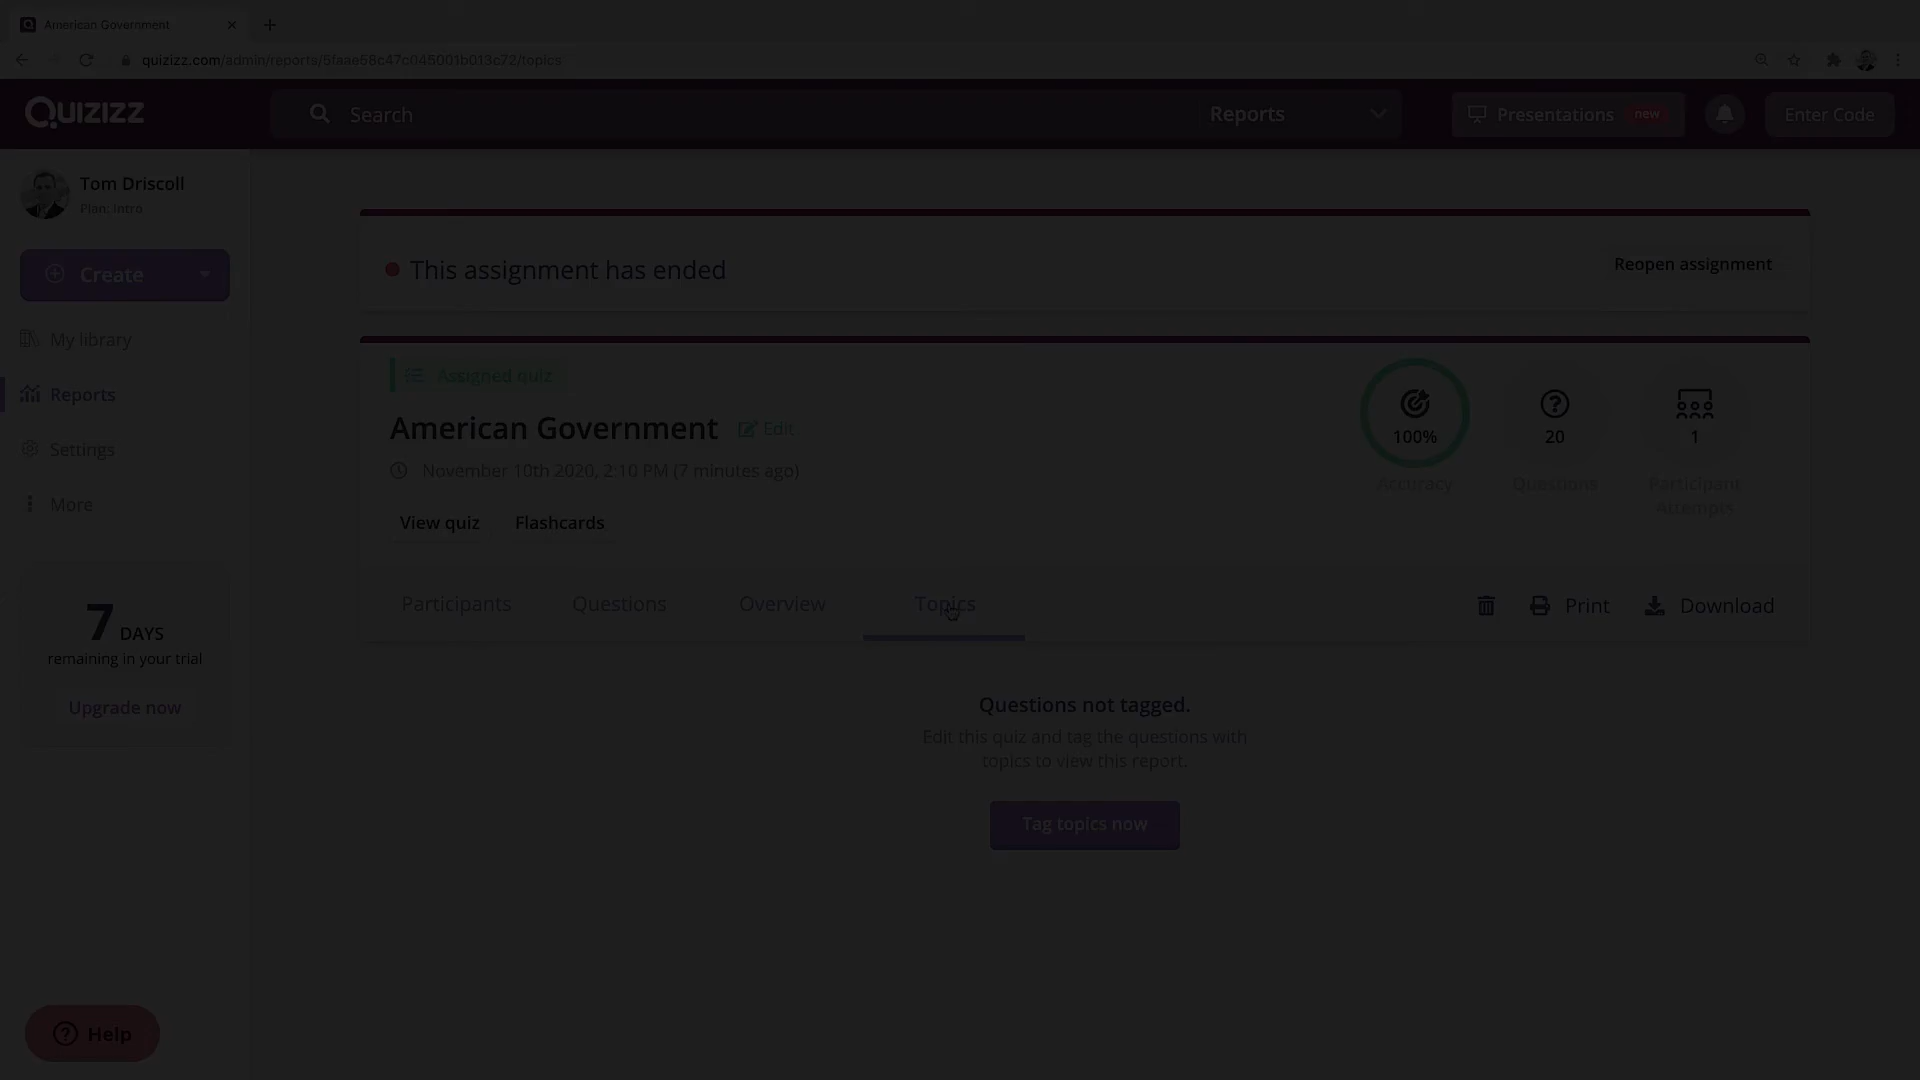 American Government
quizizz.com/admin/reports/5faae58c47c045001b013c72/topics
QUIZIZZ
Search
Reports
Presentations new
Enter Code
Tom Driscoll
Plan: Intro
Create
My library
Reports
Settings
More
7 DAYS
remaining in your trial
Upgrade now
Help
This assignment has ended
Reopen assignment
Assigned quiz
American Government Edit
November 10th 2020, 2:10 PM (7 minutes ago)
View quiz Flashcards
100%
Accuracy
20
Questions
1
Participant
Attempts
Participants Questions Overview Topics
Print Download
Questions not tagged.
Edit this quiz and tag the questions with
topics to view this report.
Tag topics now